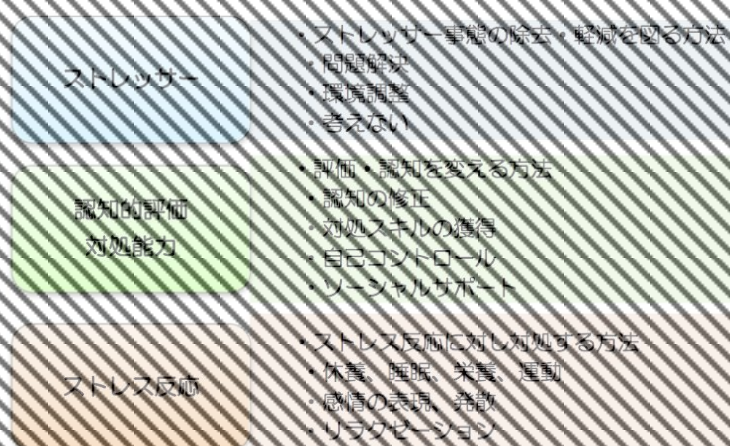 ストレッサー
・ストレッサー事態の除去・軽減を図る方法
・問題解決
・環境調整
・考えない
認知的評価
対処能力
・評価・認知を変える方法
・認知の修正
・対処スキルの獲得
・自己コントロール
・ソーシャルサポート
ストレス反応
・ストレス反応に対し対処する方法
・休養、睡眠、栄養、運動
・感情の表現、発散
・リラクゼーション